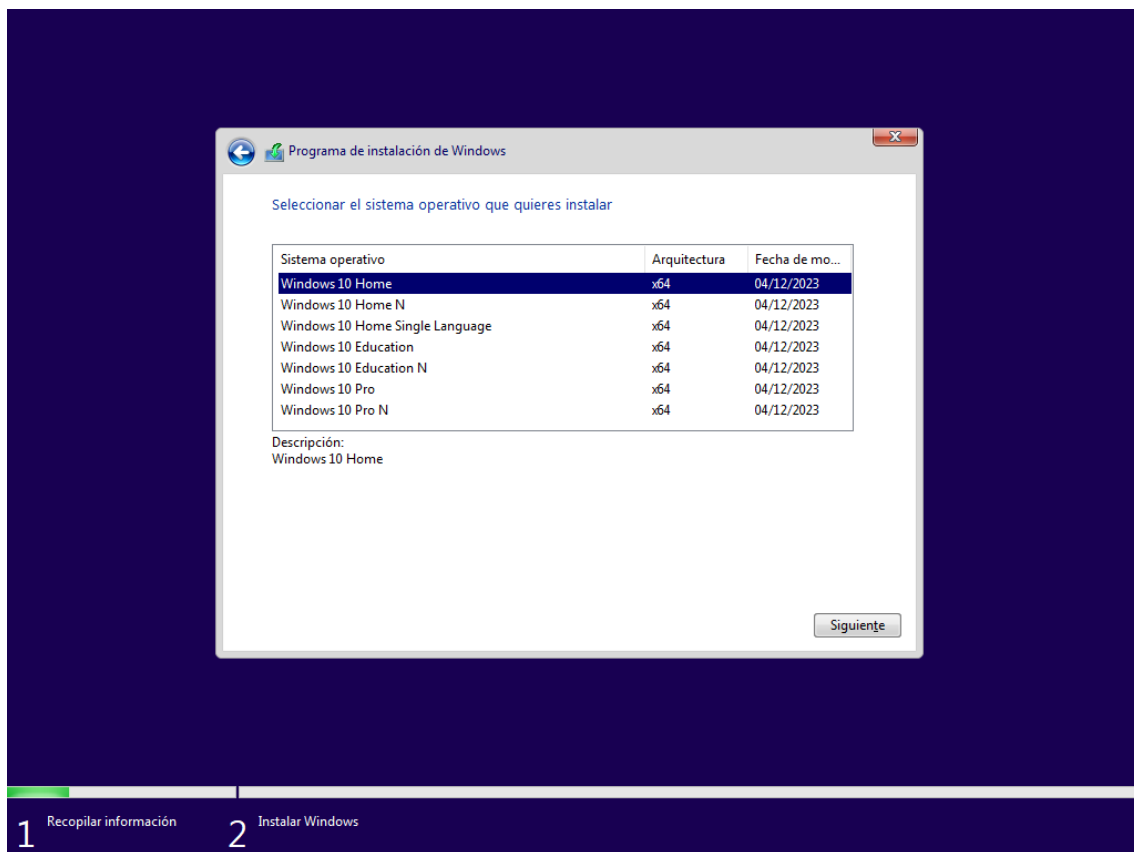 Programa de instalación de Windows
Seleccionar el sistema operativo que quieres instalar
Sistema operativo Arquitectura Fecha de mo...
Windows 10 Home x64 04/12/2023
Windows 10 Home N x64 04/12/2023
Windows 10 Home Single Language x64 04/12/2023
Windows 10 Education x64 04/12/2023
Windows 10 Education N x64 04/12/2023
Windows 10 Pro x64 04/12/2023
Windows 10 Pro N x64 04/12/2023
Descripción:
Windows 10 Home
Siguiente
1 Recopilar información 2 Instalar Windows